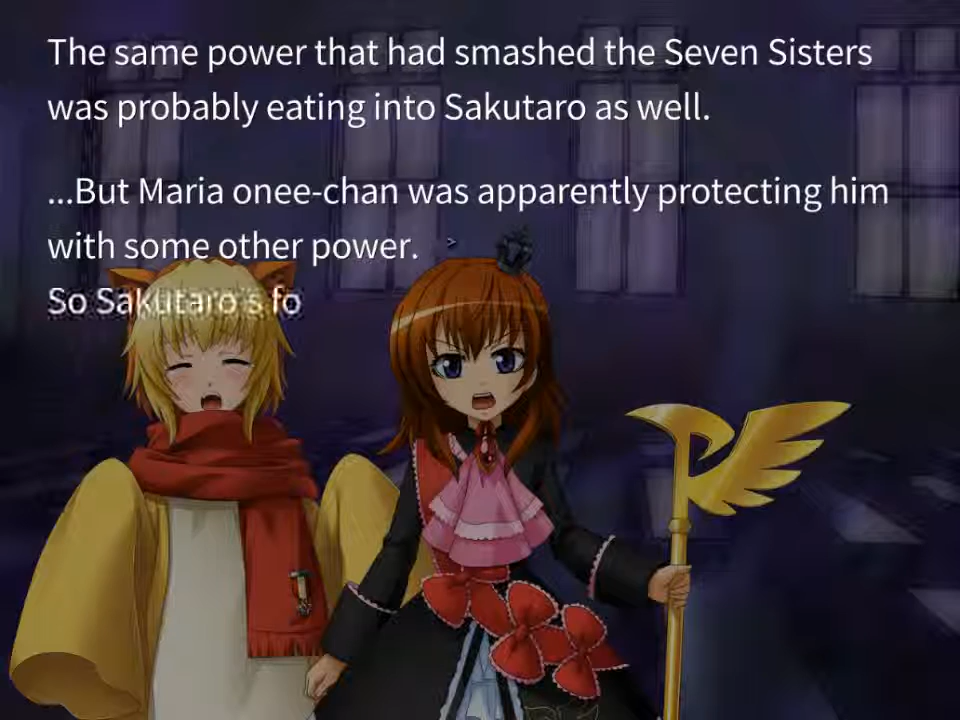 The same power that had smashed the Seven Sisters
was probably eating into Sakutaro as well.
...But Maria onee-chan was apparently protecting him
with some other power.
So Sakutaro's fo